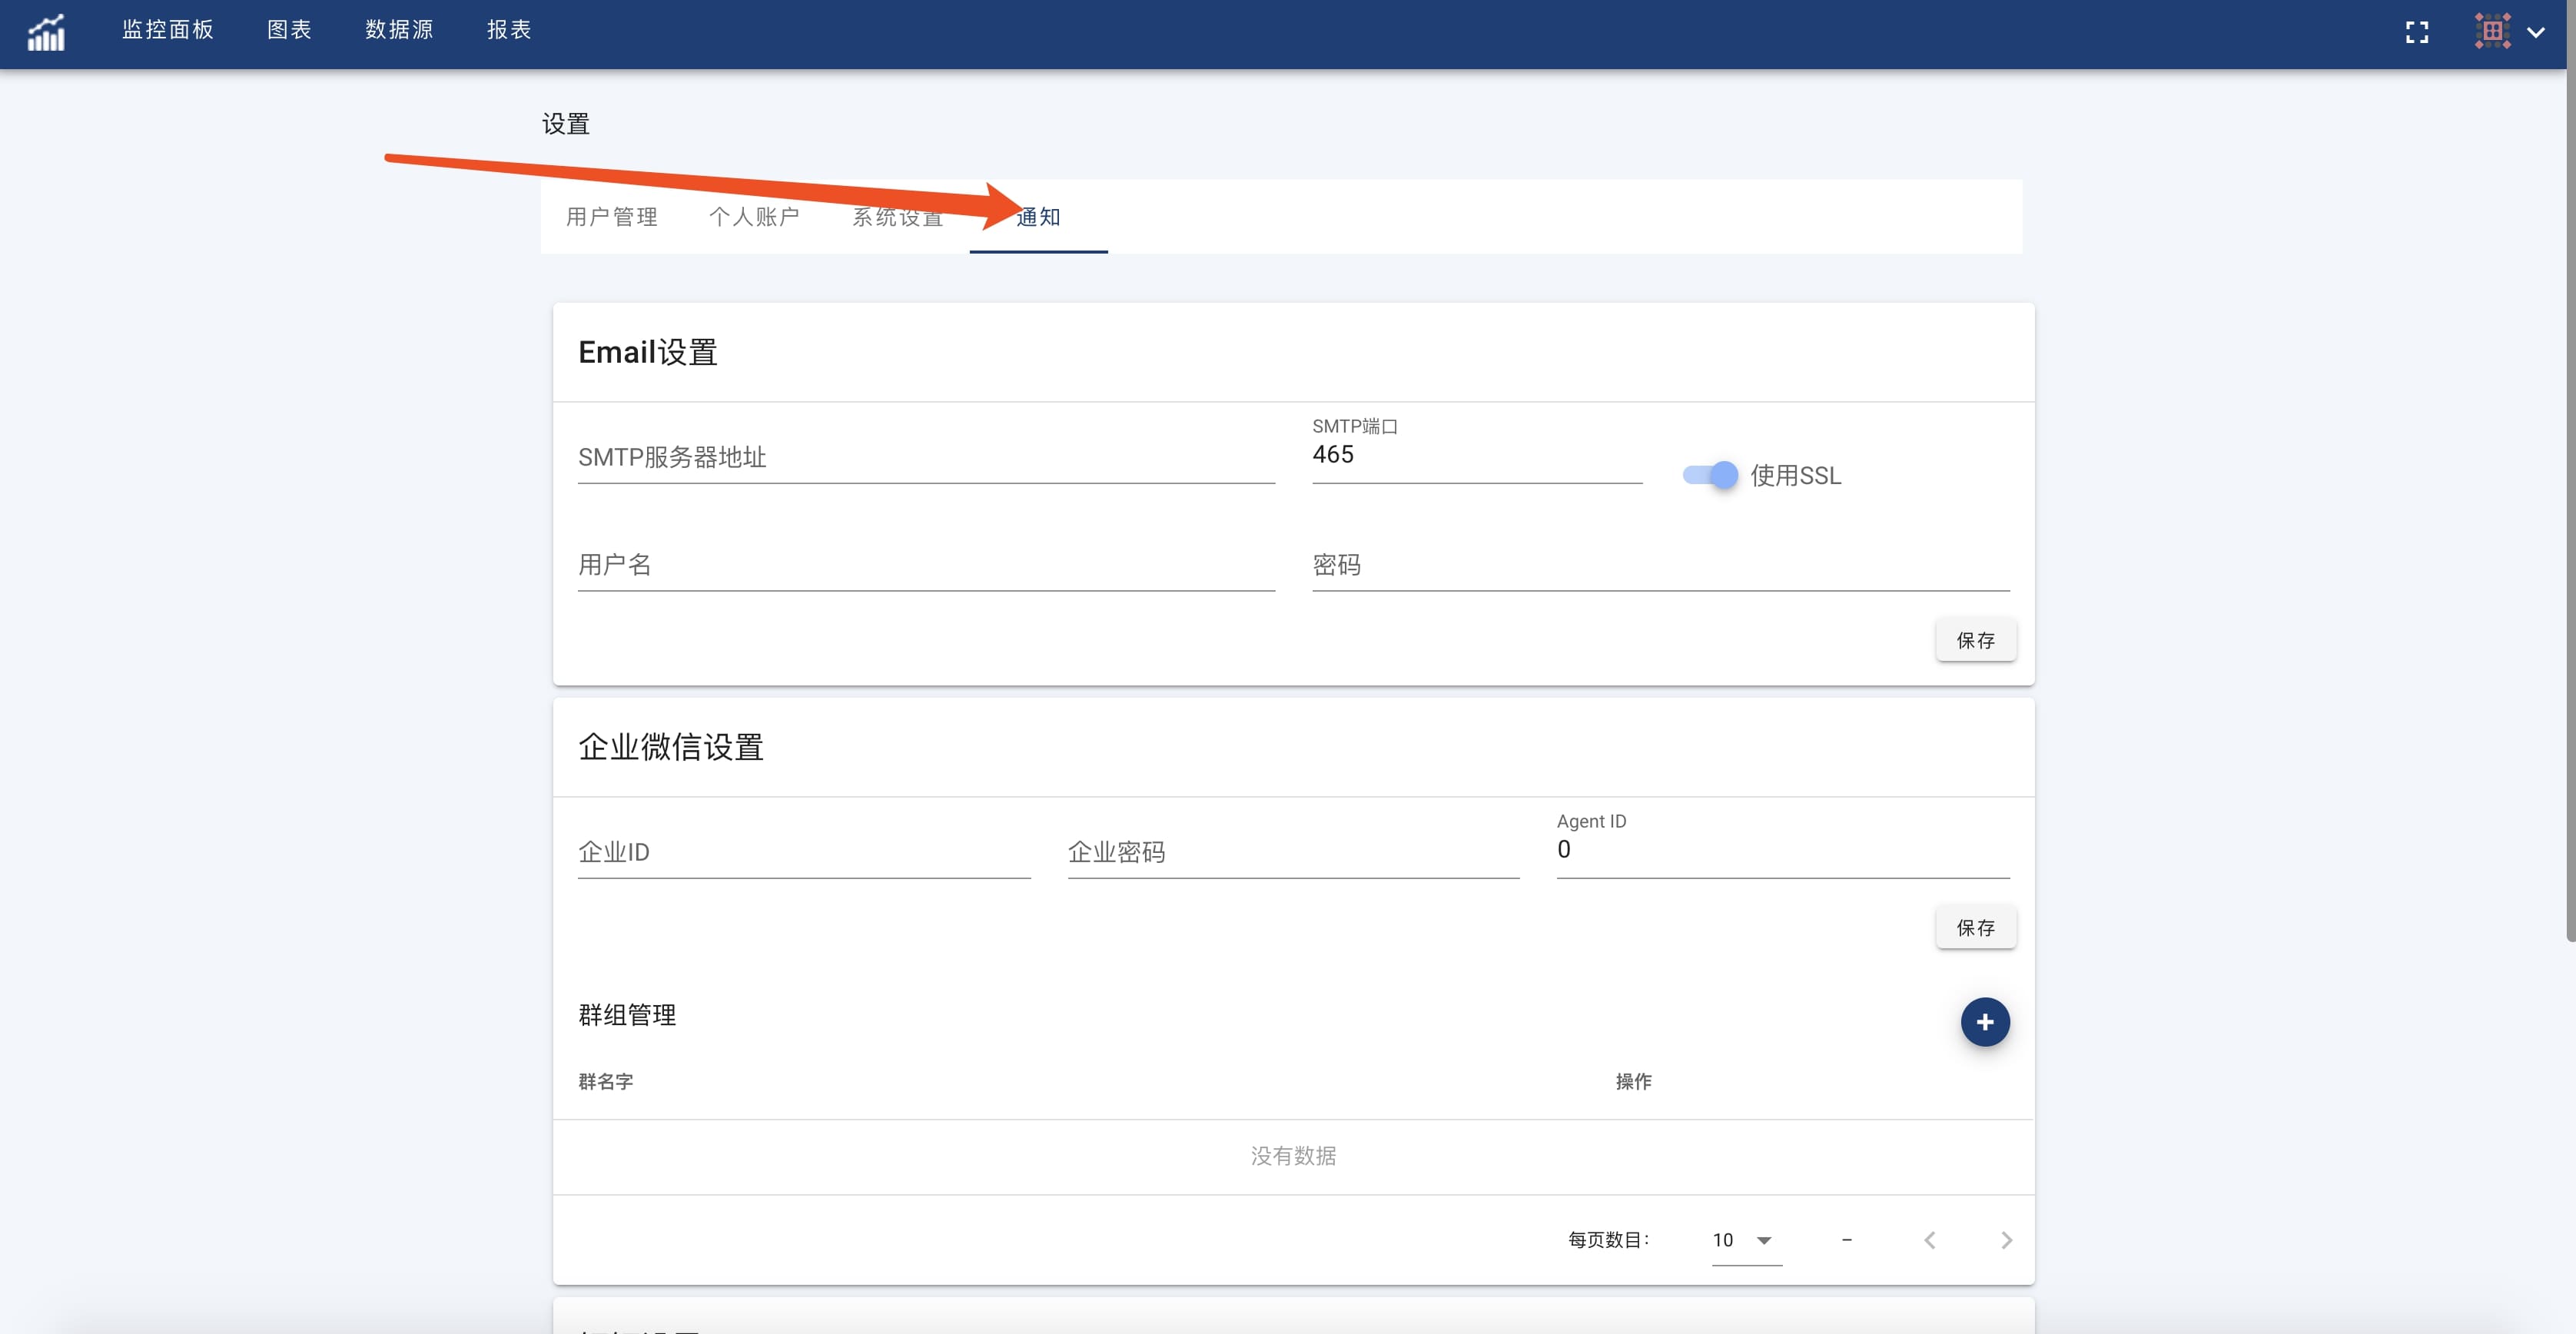 监控面板 图表 数据源 报表
设置
用户管理 个人账户 系统设置 通知
Email设置
SMTP端口
SMTP服务器地址 465 使用SSL
用户名 密码
保存
企业微信设置
Agent ID
企业ID 企业密码 0
保存
群组管理
群名字 操作
没有数据
每页数目: 10 –